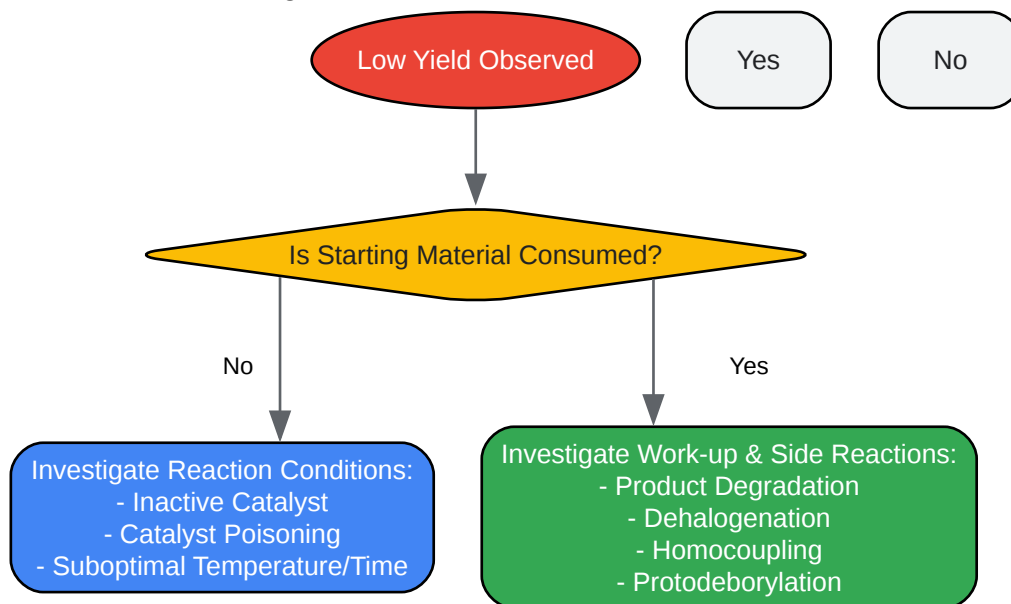 Low Yield Observed
Yes
No
Is Starting Material Consumed?
No
Yes
Investigate Reaction Conditions:
- Inactive Catalyst
- Catalyst Poisoning
- Suboptimal Temperature/Time
Investigate Work-up & Side Reactions:
- Product Degradation
- Dehalogenation
- Homocoupling
- Protodeborylation